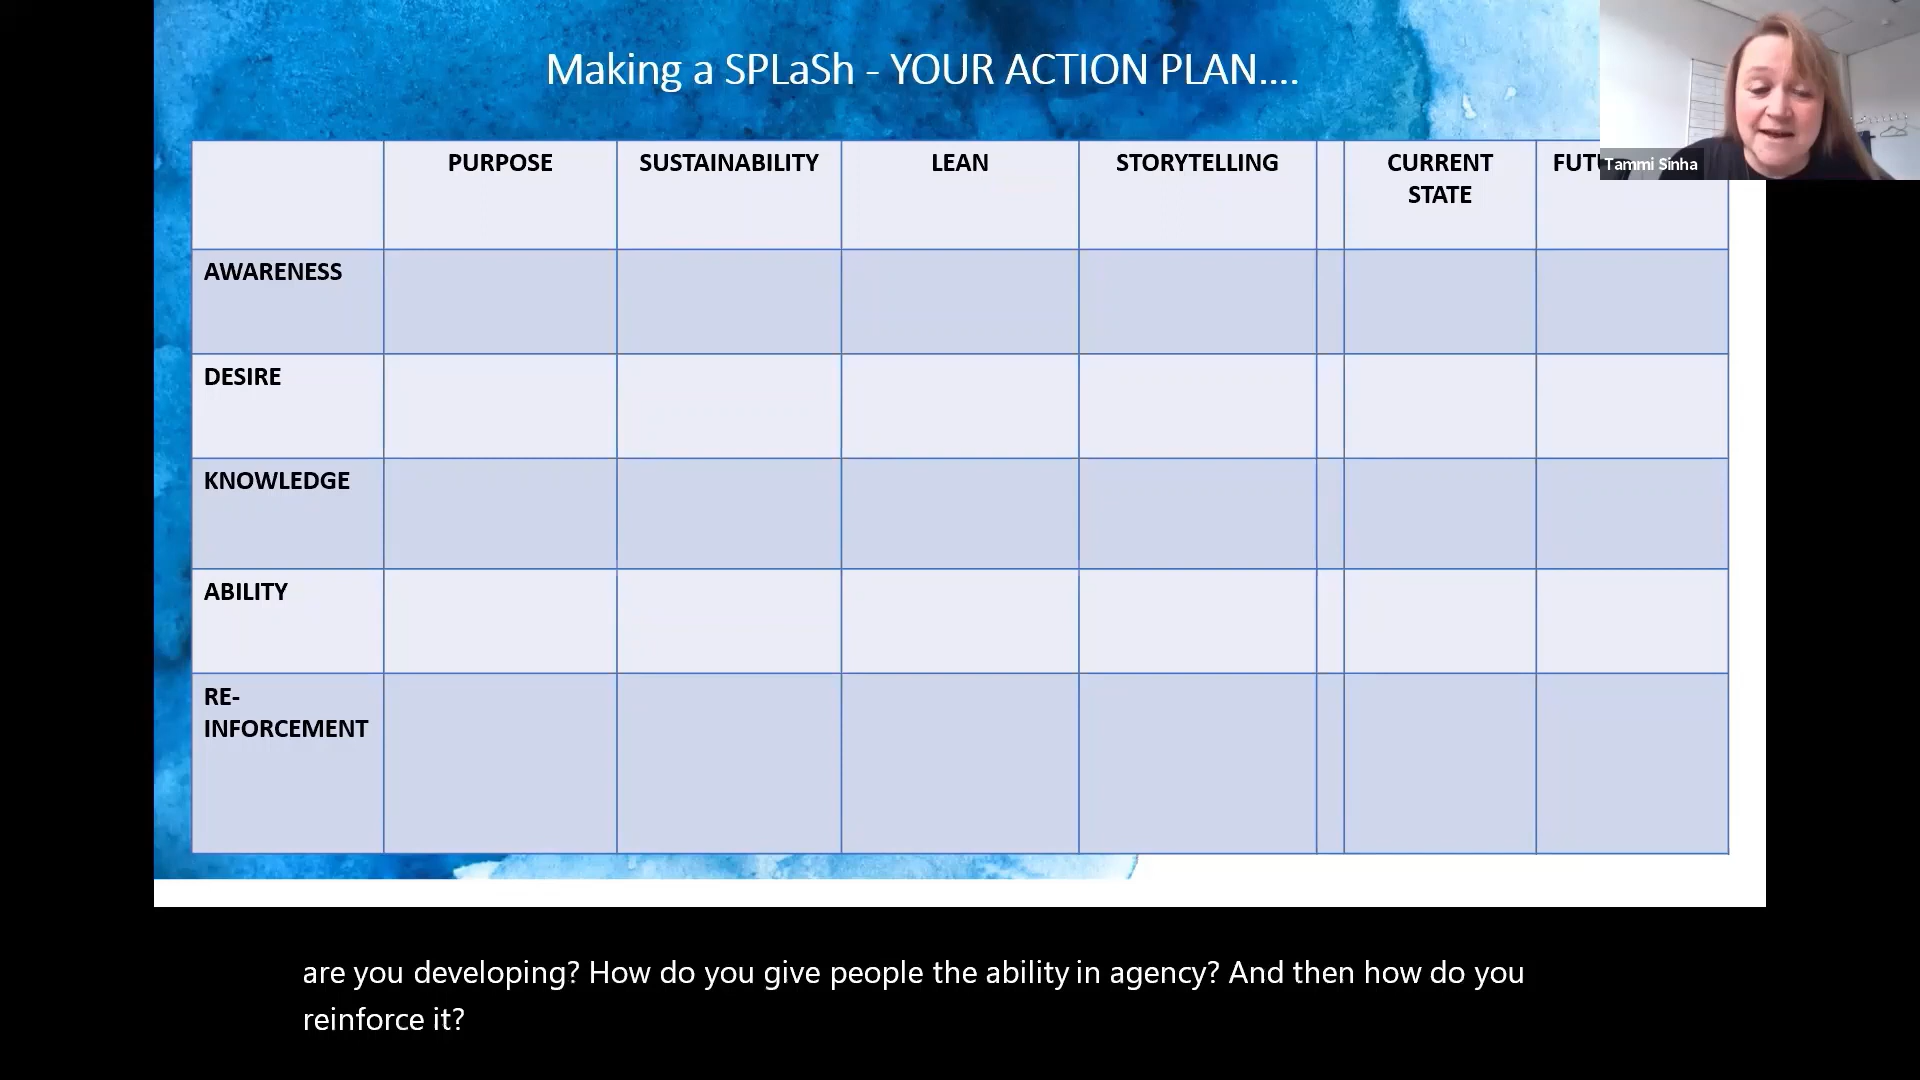 Making a SPLaSh - YOUR ACTION PLAN....
PURPOSE
SUSTAINABILITY
LEAN
STORYTELLING
CURRENT
STATE
Tammi Sinha
AWARENESS
DESIRE
KNOWLEDGE
ABILITY
RE-
INFORCEMENT
are you developing? How do you give people the ability in agency? And then how do you
reinforce it?